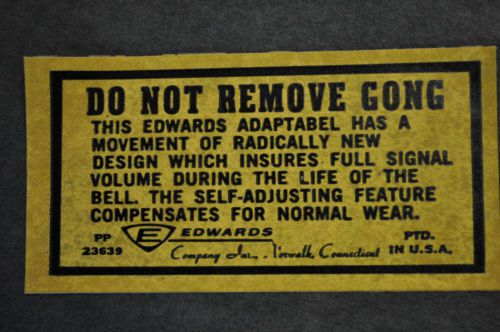 DO NOT REMOVE GONG
THIS EDWARDS ADAPTABEL HAS A
MOVEMENT OF RADICALLY NEW
DESIGN WHICH INSURES FULL SIGNAL
VOLUME DURING THE LIFE OF THE
BELL. THE SELF-ADJUSTING FEATURE
COMPENSATES FOR NORMAL WEAR.
PP
23639
E EDWARDS
Company Inc., Norwalk, Connecticut
PTD.
IN U.S.A.